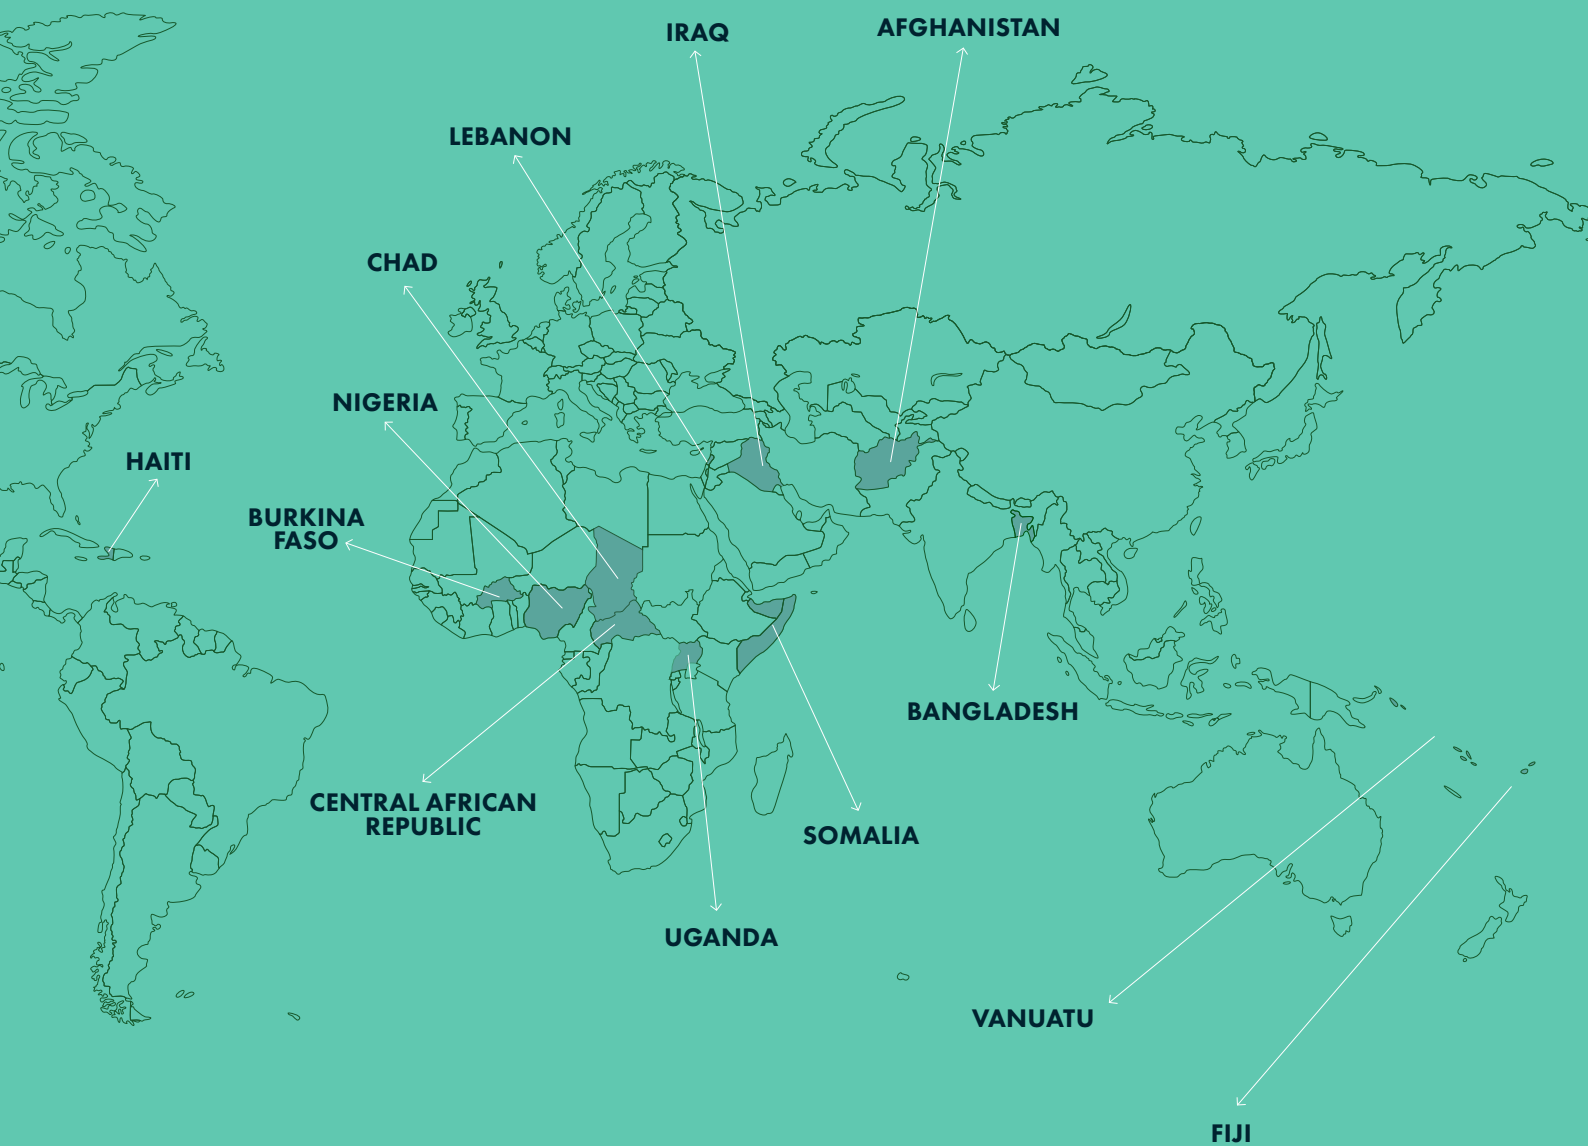 IRAQ
AFGHANISTAN
LEBANON
CHAD
NIGERIA
HAITI
BURKINA
FASO
BANGLADESH
CENTRAL AFRICAN
REPUBLIC
SOMALIA
UGANDA
VANUATU
FIJI